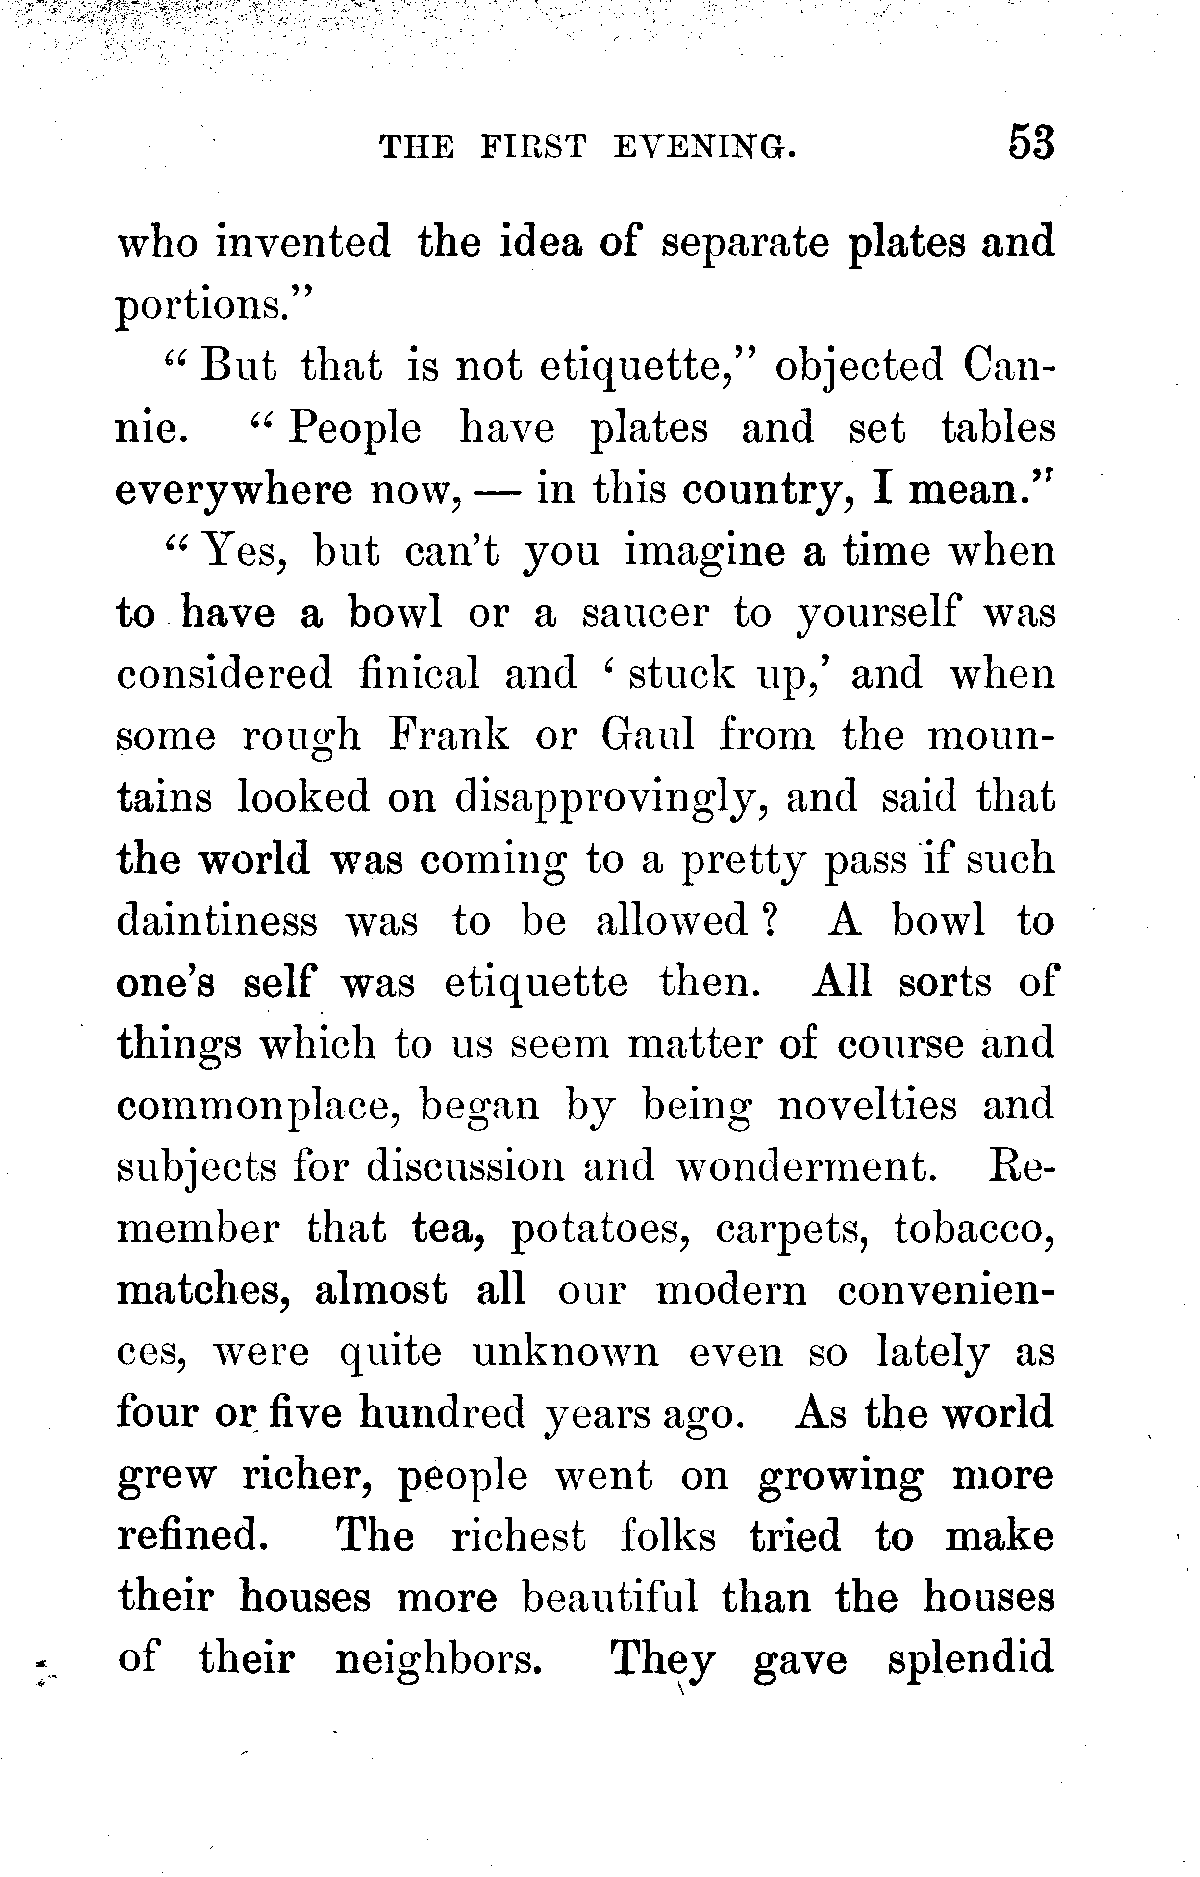 THE FIRST EVENING. 53
who invented the idea of separate plates and
portions."
"But that is not etiquette," objected Can-
nie. "People have plates and set tables
everywhere now, — in this country, I mean."
"Yes, but can't you imagine a time when
to have a bowl or a saucer to yourself was
considered finical and 'stuck up,' and when
some rough Frank or Gaul from the moun-
tains looked on disapprovingly, and said that
the world was coming to a pretty pass if such
daintiness was to be allowed? A bowl to
one's self was etiquette then. All sorts of
things which to us seem matter of course and
commonplace, began by being novelties and
subjects for discussion and wonderment. Re-
member that tea, potatoes, carpets, tobacco,
matches, almost all our modern convenien-
ces, were quite unknown even so lately as
four or five hundred years ago. As the world
grew richer, people went on growing more
refined. The richest folks tried to make
their houses more beautiful than the houses
of their neighbors. They gave splendid